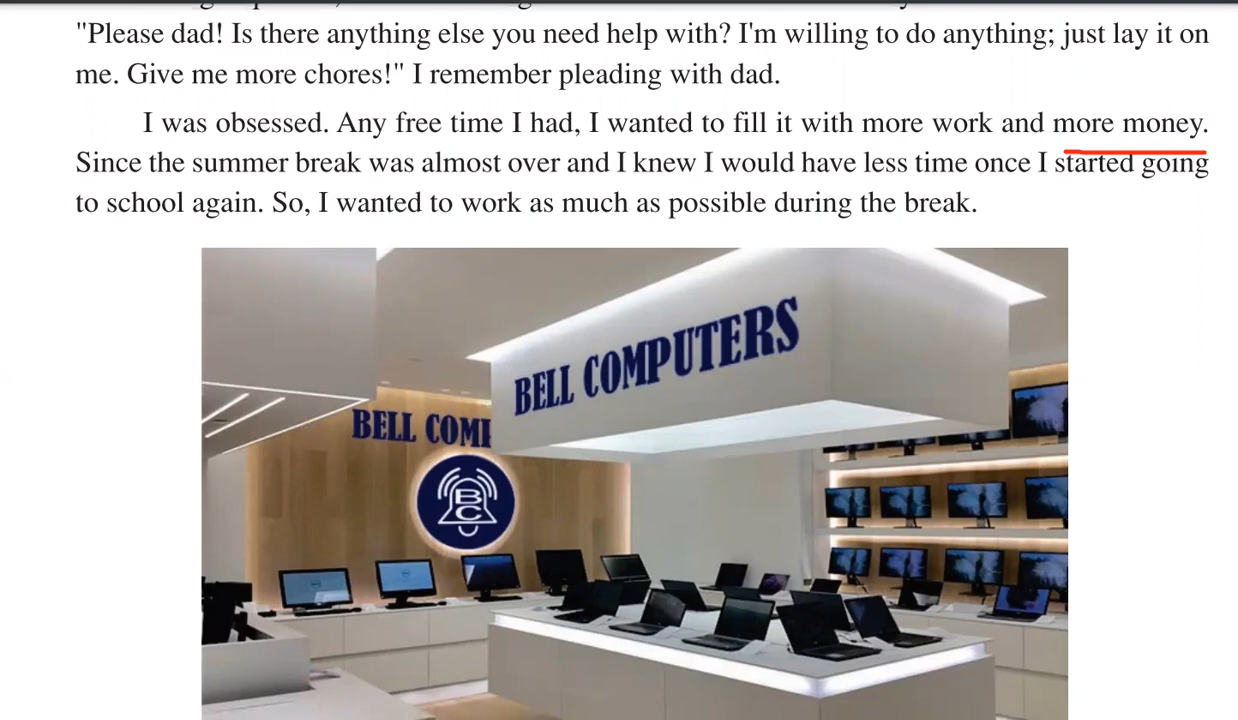 "Please dad! Is there anything else you need help with? I'm willing to do anything; just lay it on
me. Give me more chores!" I remember pleading with dad.
I was obsessed. Any free time I had, I wanted to fill it with more work and more money.
Since the summer break was almost over and I knew I would have less time once I started going
to school again. So, I wanted to work as much as possible during the break.
BELL COMPUTERS
BELL COMP
BC